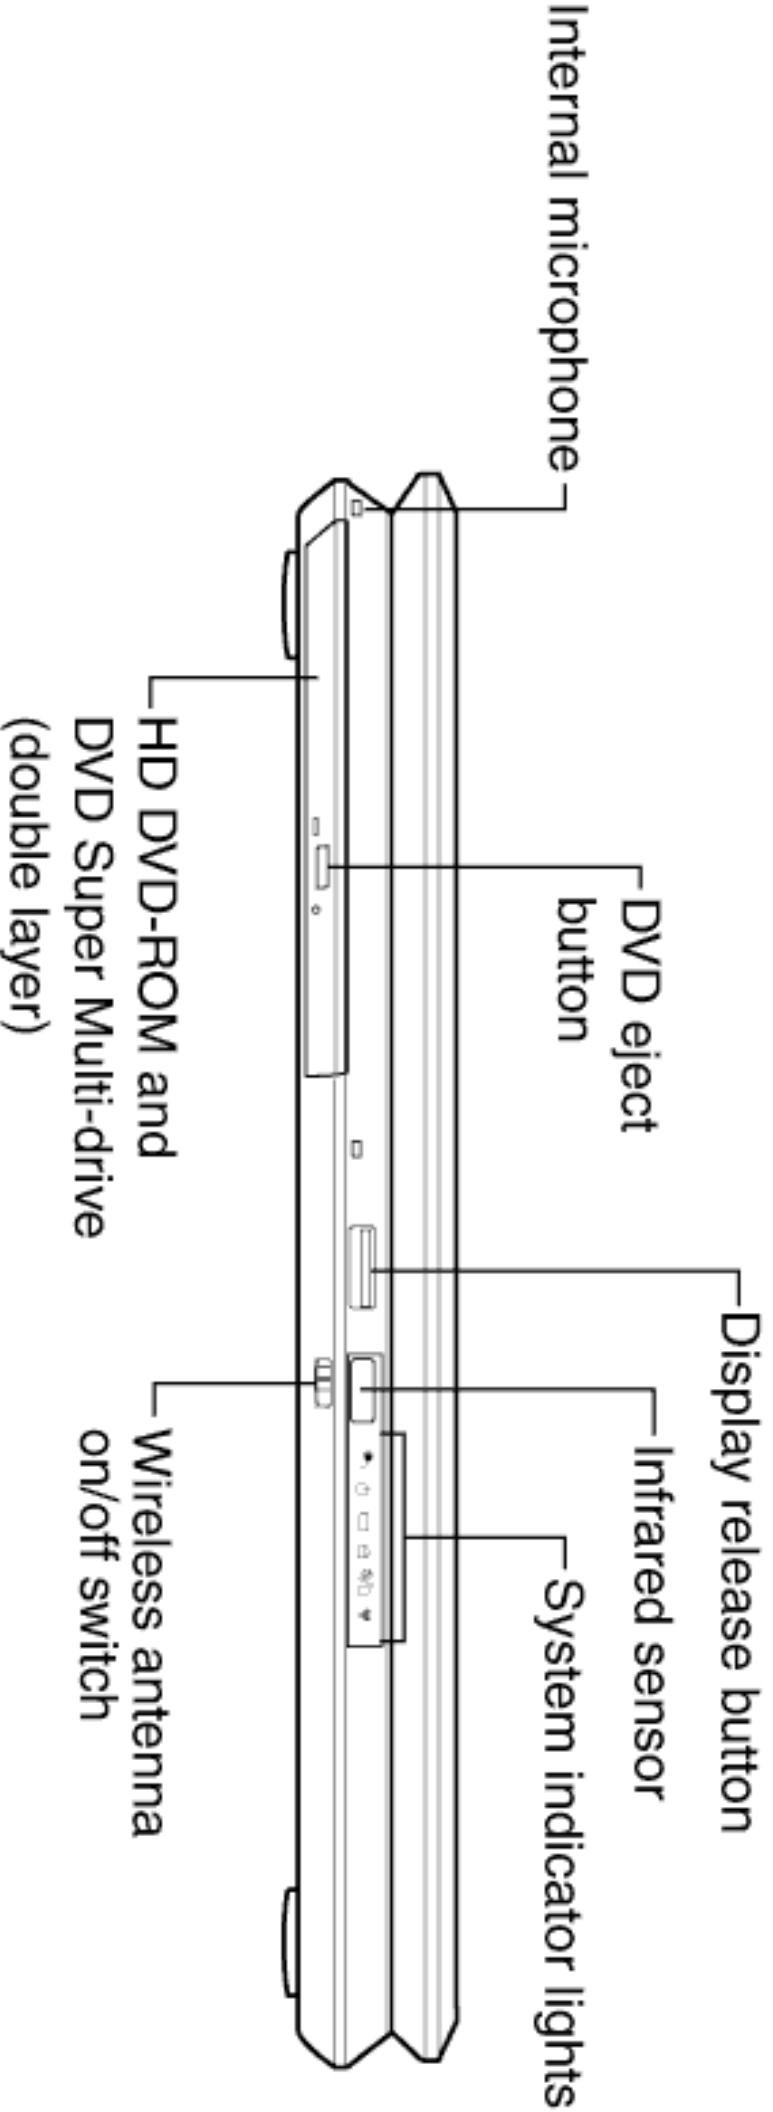 Internal microphone
DVD eject
button
Display release button
Infrared sensor
System indicator lights
HD DVD-ROM and
DVD Super Multi-drive
(double layer)
Wireless antenna
on/off switch